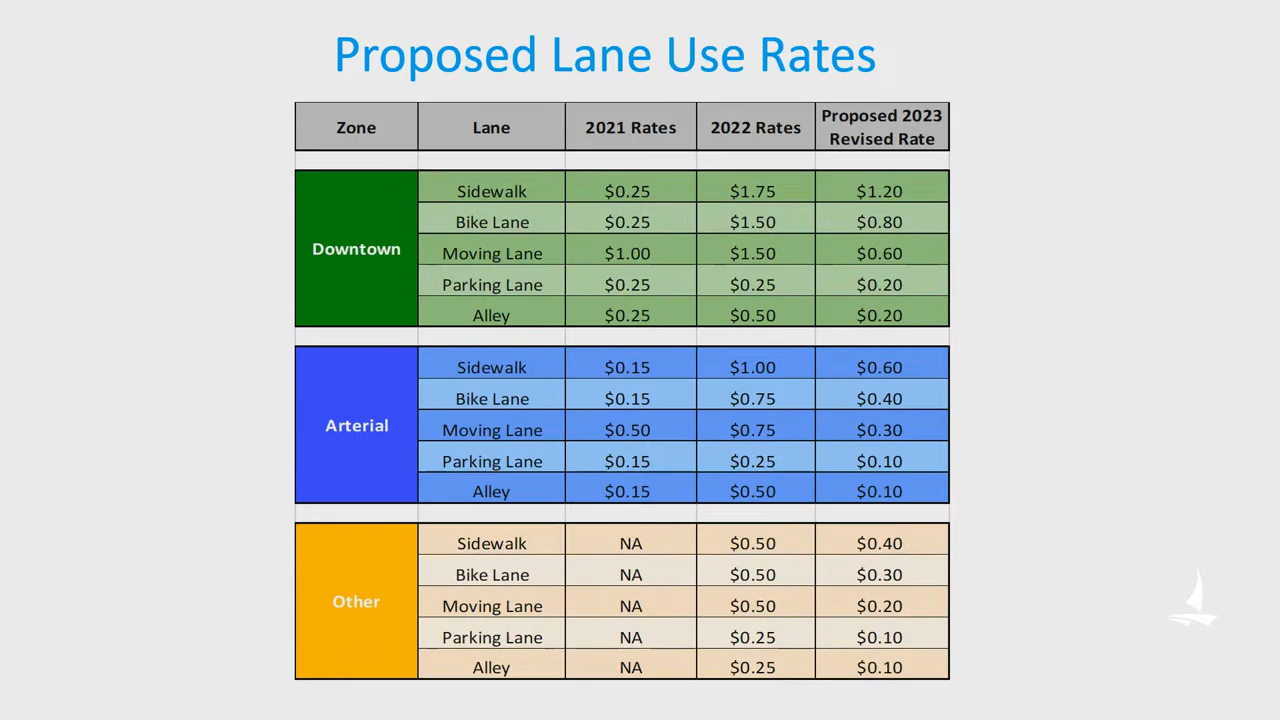 Proposed Lane Use Rates
Zone Lane 2021 Rates 2022 Rates Proposed 2023 Revised Rate
Downtown
Sidewalk $0.25 $1.75 $1.20
Bike Lane $0.25 $1.50 $0.80
Moving Lane $1.00 $1.50 $0.60
Parking Lane $0.25 $0.25 $0.20
Alley $0.25 $0.50 $0.20
Arterial
Sidewalk $0.15 $1.00 $0.60
Bike Lane $0.15 $0.75 $0.40
Moving Lane $0.50 $0.75 $0.30
Parking Lane $0.15 $0.25 $0.10
Alley $0.15 $0.50 $0.10
Other
Sidewalk NA $0.50 $0.40
Bike Lane NA $0.50 $0.30
Moving Lane NA $0.50 $0.20
Parking Lane NA $0.25 $0.10
Alley NA $0.25 $0.10